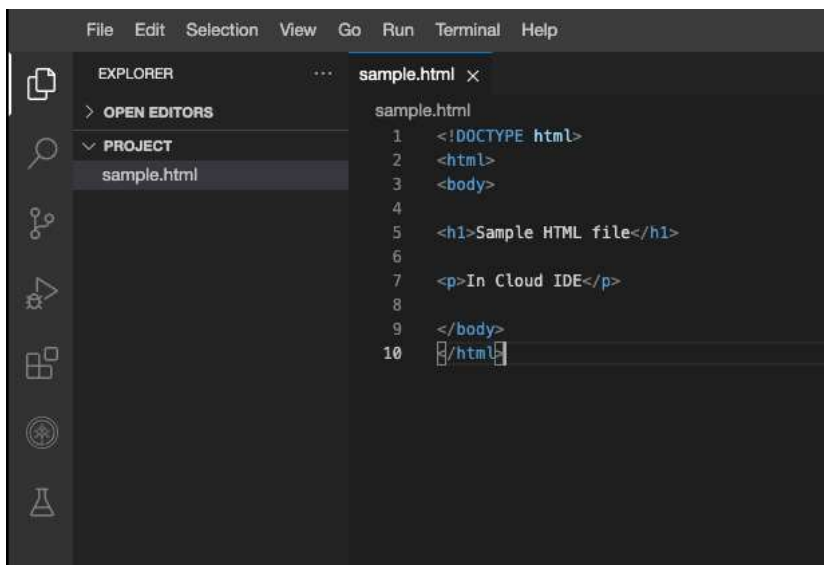 File Edit Selection View Go Run Terminal Help
EXPLORER ···
OPEN EDITORS
PROJECT
sample.html
sample.html ×
sample.html
1 <!DOCTYPE html>
2 <html>
3 <body>
4
5 <h1>Sample HTML file</h1>
6
7 <p>In Cloud IDE</p>
8
9 </body>
10 </html>